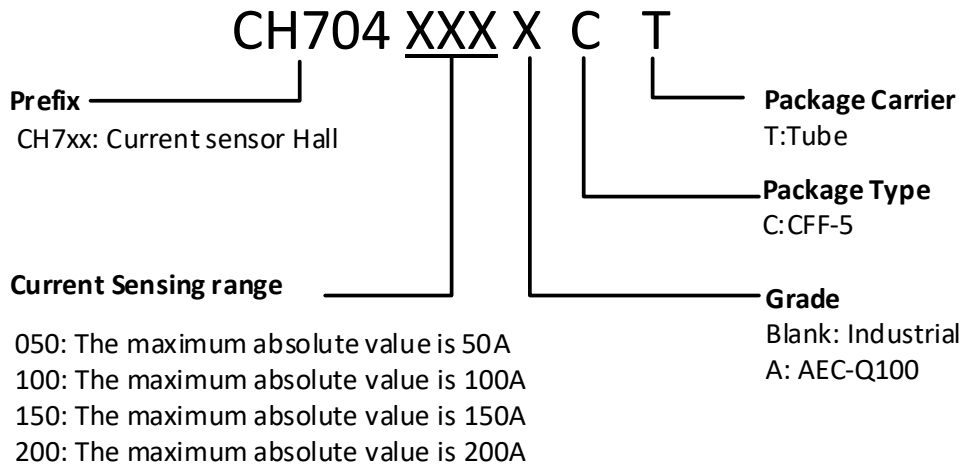 CH704 XXX X C T
Prefix
CH7xx: Current sensor Hall
Package Carrier
T:Tube
Package Type
C:CFF-5
Current Sensing range
050: The maximum absolute value is 50A
100: The maximum absolute value is 100A
150: The maximum absolute value is 150A
200: The maximum absolute value is 200A
Grade
Blank: Industrial
A: AEC-Q100